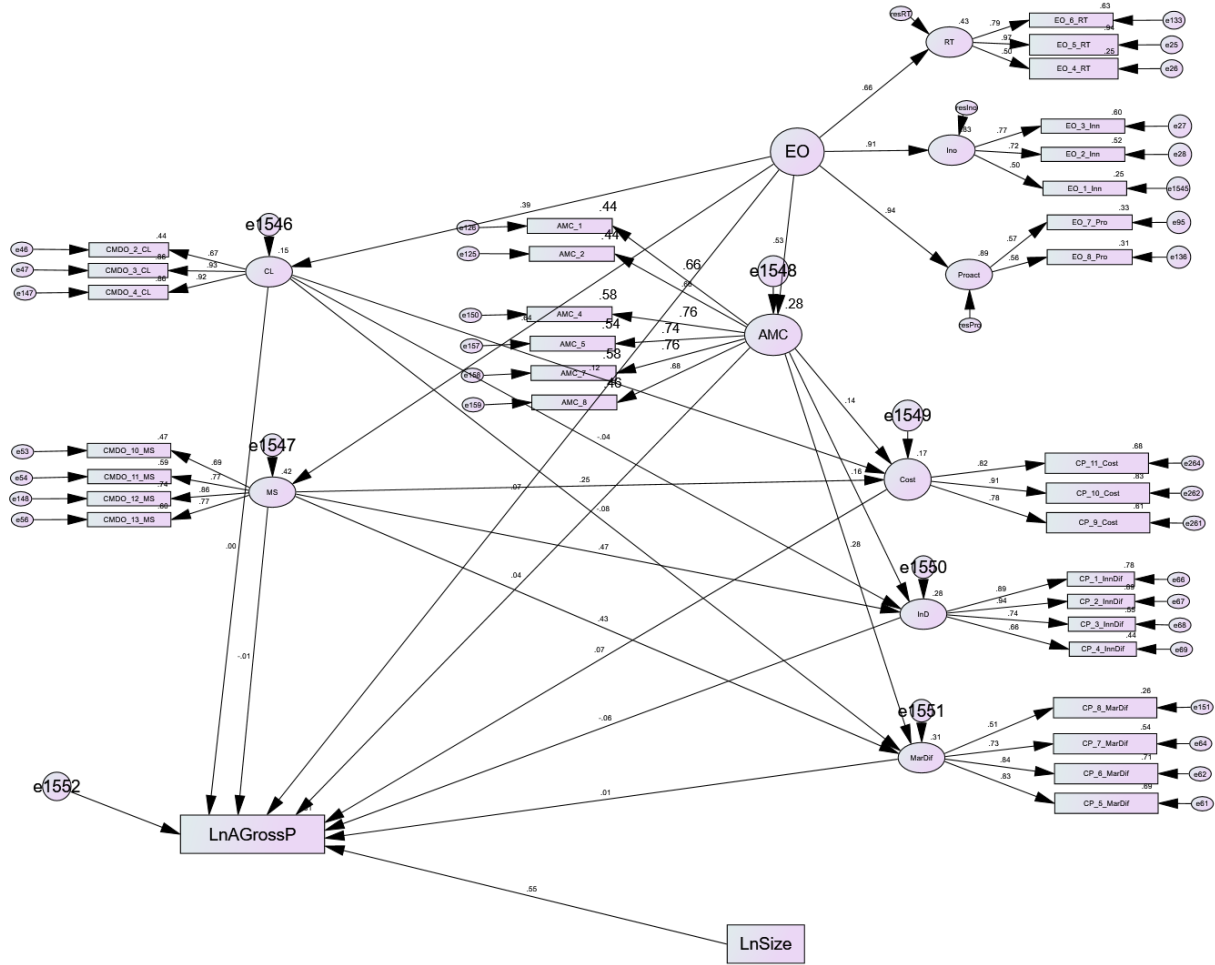 resRT
.43
.79
EO_6_RT
.63
e133
RT
.97
EO_5_RT
.94
e25
.50
EO_4_RT
.25
e26
.66
resIno
.83
.77
EO_3_Inn
.60
e27
EO
.91
Ino
.72
EO_2_Inn
.52
e28
.50
EO_1_Inn
.25
e1545
.39
.94
.33
EO_7_Pro
e95
.57
.89
.56
EO_8_Pro
.31
e136
Proact
resPro
e1546
.44
e46
CMDO_2_CL
.67
.15
e47
CMDO_3_CL
.86
.93
CL
e147
CMDO_4_CL
.86
.92
e126
AMC_1
.44
e125
AMC_2
.44
.53
.66
e1548
.28
AMC
e150
AMC_4
.58
.76
.64
e157
AMC_5
.54
.74
e158
AMC_7
.58
.76
.12
e159
AMC_8
.46
.68
.14
e1547
.47
e53
CMDO_10_MS
.69
e54
CMDO_11_MS
.59
.77
.42
e148
CMDO_12_MS
.74
.86
MS
e56
CMDO_13_MS
.60
.77
-.04
e1549
.17
Cost
.16
.25
.07
-.08
.82
CP_11_Cost
.68
e264
.91
CP_10_Cost
.83
e262
.78
CP_9_Cost
.61
e261
.00
.47
.28
e1550
.28
InD
.89
CP_1_InnDif
.78
e66
.94
CP_2_InnDif
.89
e67
.74
CP_3_InnDif
.55
e68
.66
CP_4_InnDif
.44
e69
.04
.43
-.01
.07
-.06
e1551
.31
MarDif
.51
CP_8_MarDif
.26
e151
.73
CP_7_MarDif
.54
e64
.84
CP_6_MarDif
.71
e62
.83
CP_5_MarDif
.69
e61
e1552
.01
LnAGrossP
.55
LnSize